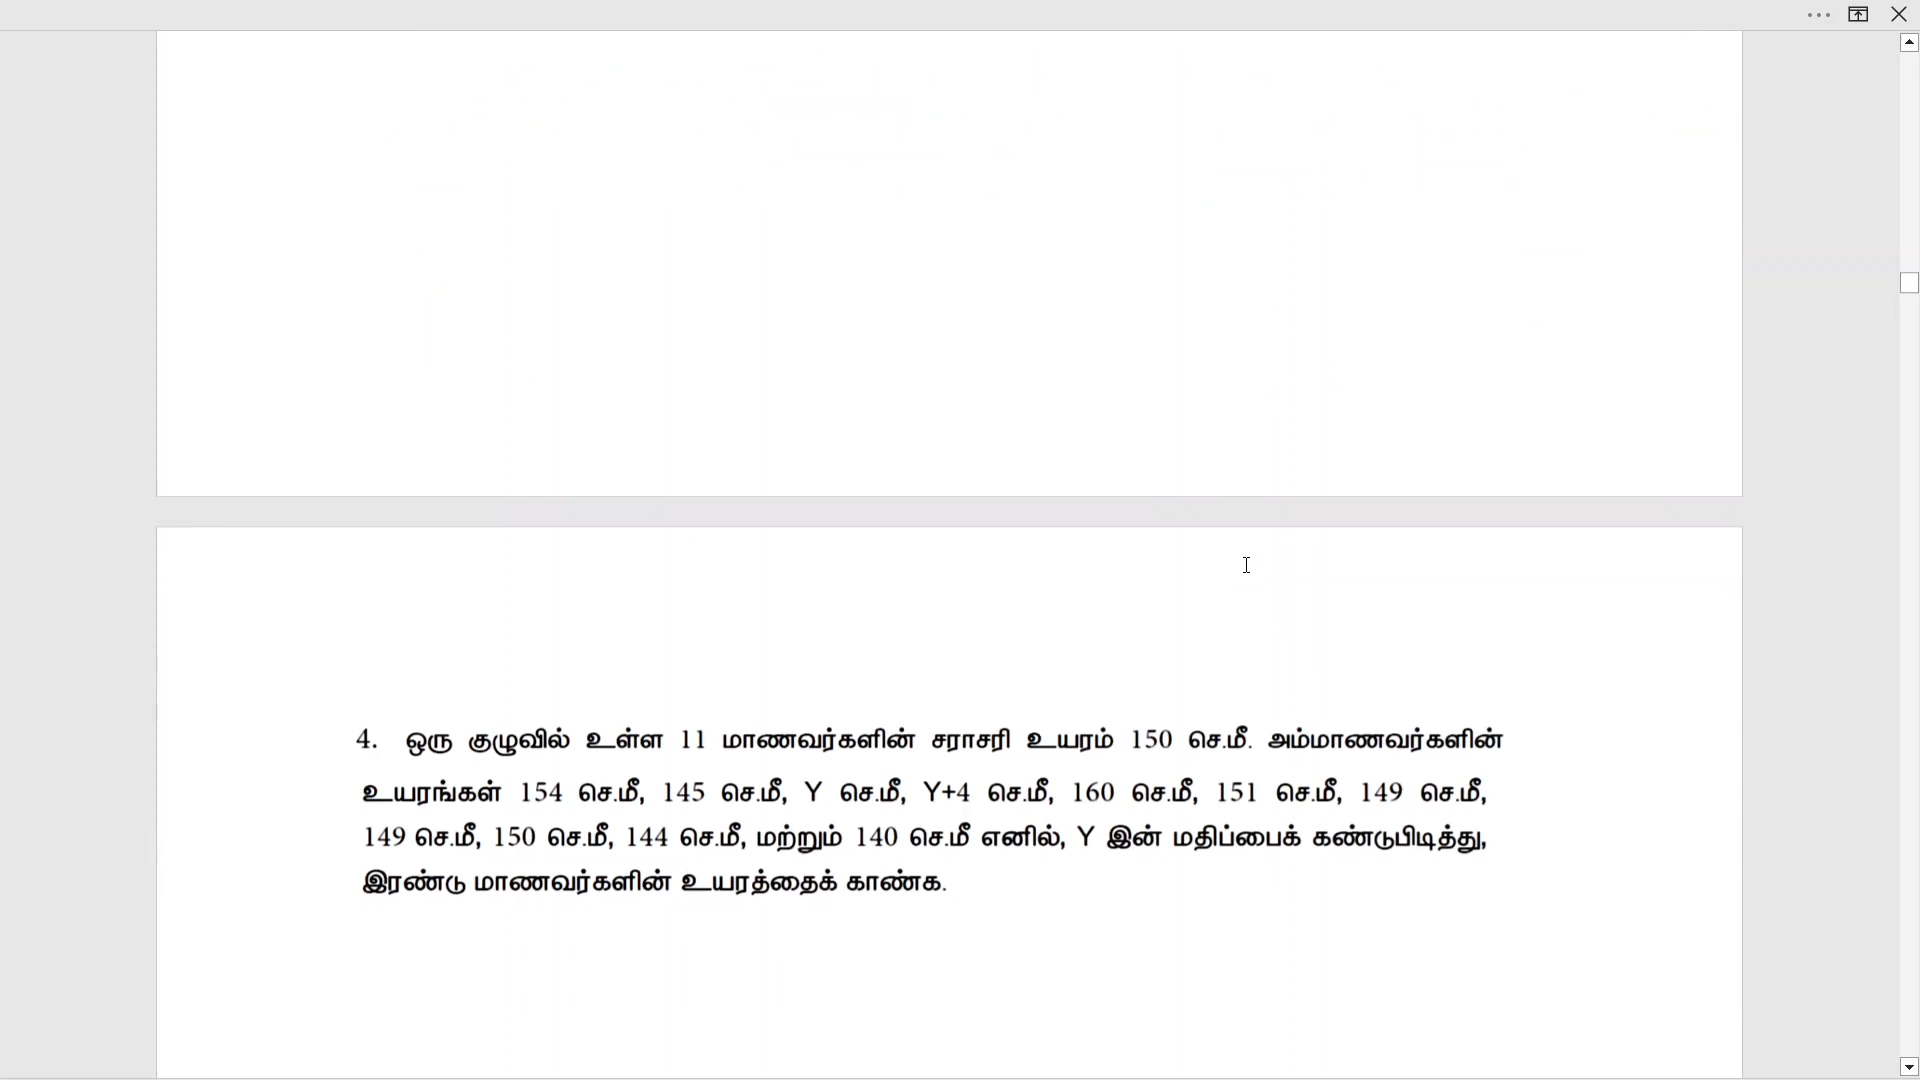 4. ஒரு குழுவில் உள்ள 11 மாணவர்களின் சராசரி உயரம் 150 செ.மீ. அம்மாணவர்களின்
உயரங்கள் 154 செ.மீ, 145 செ.மீ, Y செ.மீ, Y+4 செ.மீ, 160 செ.மீ, 151 செ.மீ, 149 செ.மீ,
149 செ.மீ, 150 செ.மீ, 144 செ.மீ, மற்றும் 140 செ.மீ எனில், Y இன் மதிப்பைக் கண்டுபிடித்து,
இரண்டு மாணவர்களின் உயரத்தைக் காண்க.